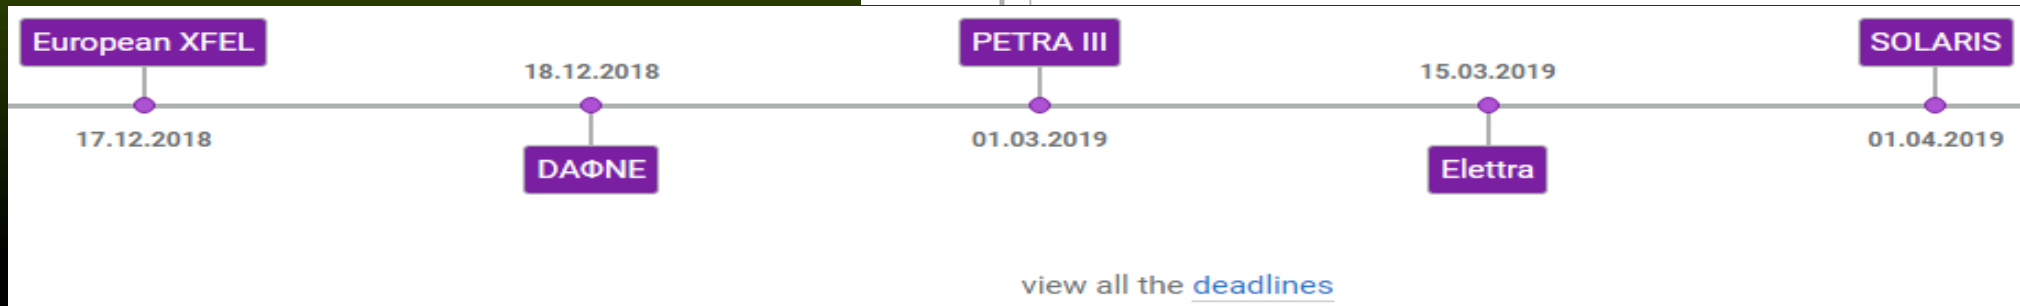 European XFEL
17.12.2018
18.12.2018
DAΦNE
PETRA III
01.03.2019
15.03.2019
Elettra
SOLARIS
01.04.2019
view all the deadlines